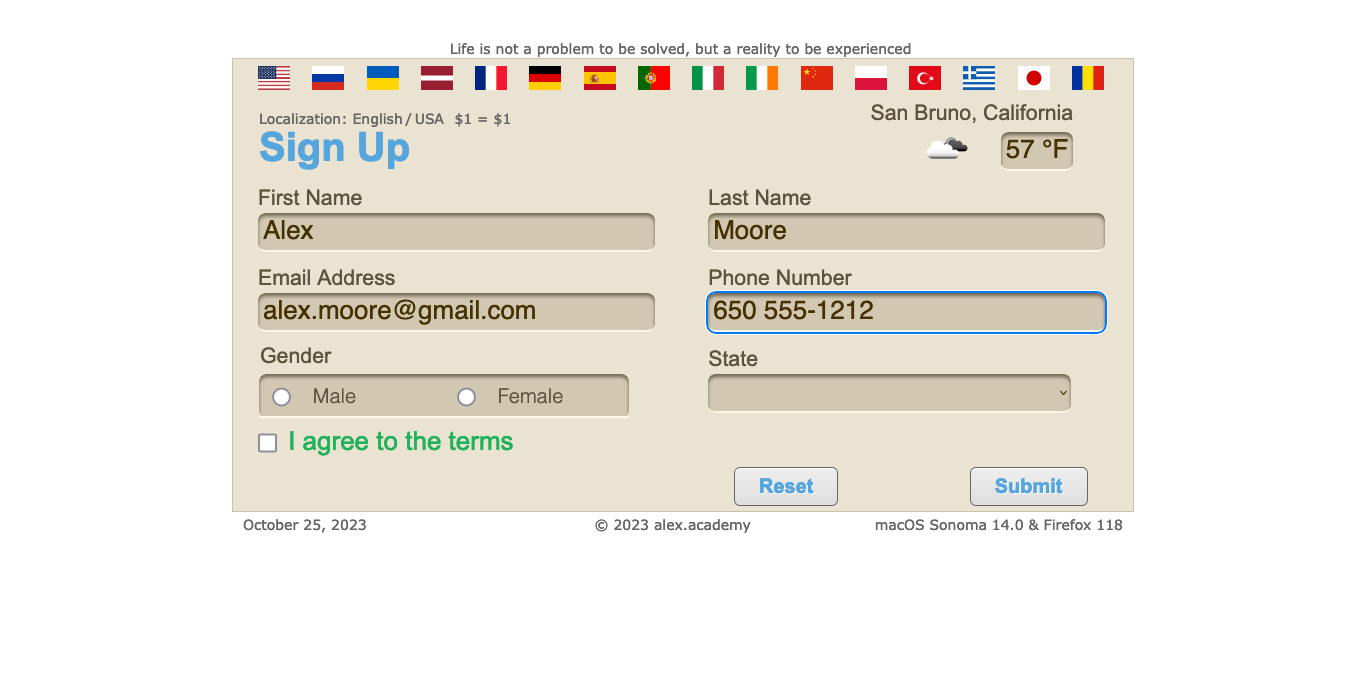 Life is not a problem to be solved, but a reality to be experienced
San Bruno, California
Localization: English / USA $1 = $1
Sign Up
57 °F
First Name
Last Name
Alex
Moore
Email Address
Phone Number
alex.moore@gmail.com
650 555-1212
Gender
State
Male
Female
I agree to the terms
Reset
Submit
October 25, 2023
© 2023 alex.academy
macOS Sonoma 14.0 & Firefox 118